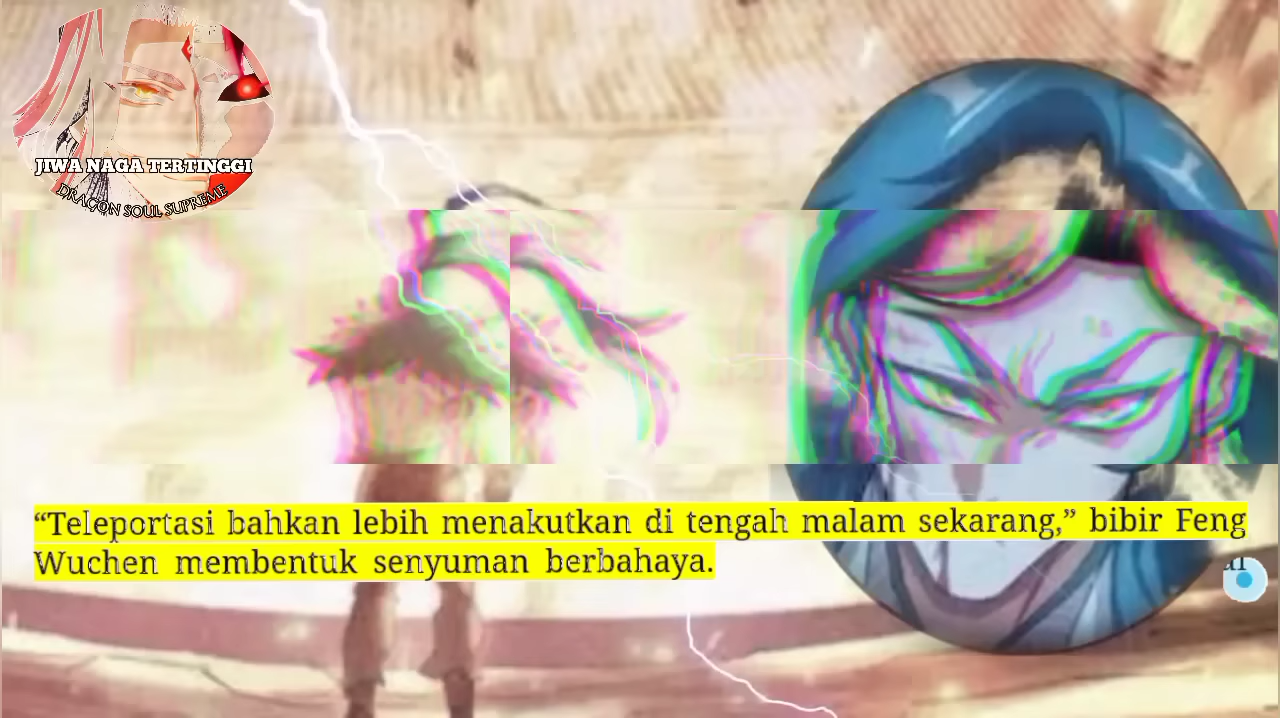 JIWA NAGA TERTINGGI
DRAGON SOUL SUPREME
“Teleportasi bahkan lebih menakutkan di tengah malam sekarang,” bibir Feng
Wuchen membentuk senyuman berbahaya.